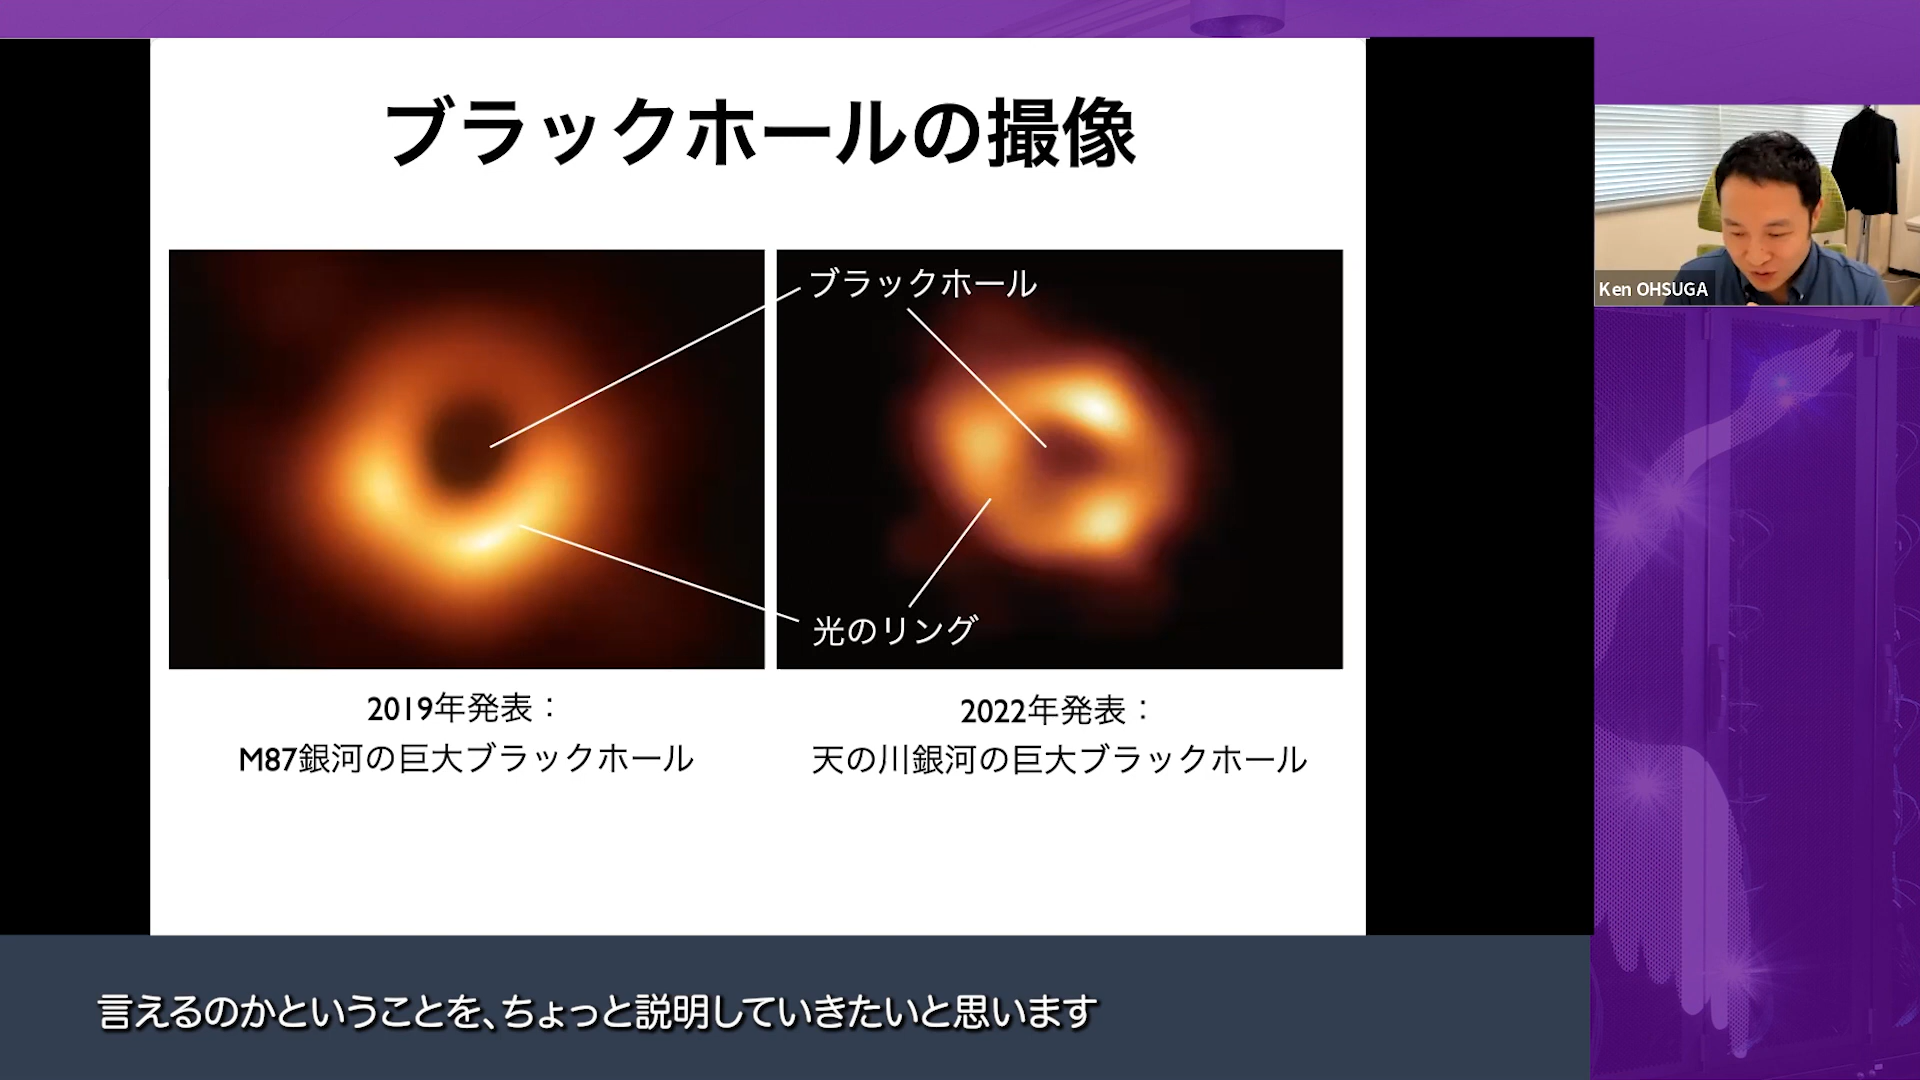 ブラックホールの撮像
ブラックホール
光のリング
2019年発表：
M87銀河の巨大ブラックホール
2022年発表：
天の川銀河の巨大ブラックホール
Ken OHSUGA
言えるのかということを、ちょっと説明していきたいと思います